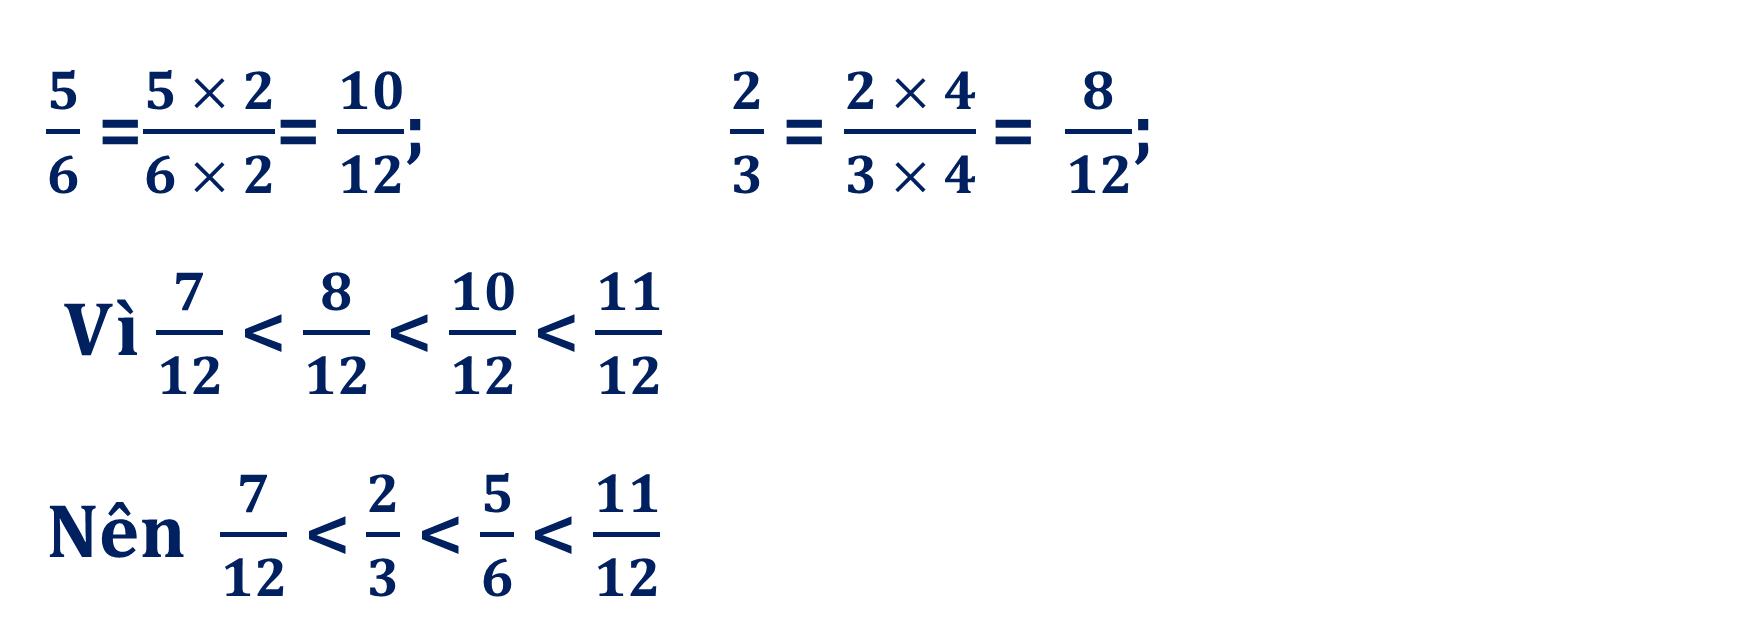 5/6 = (5 × 2)/(6 × 2) = 10/12; 2/3 = (2 × 4)/(3 × 4) = 8/12;
Vì 7/12 < 8/12 < 10/12 < 11/12
Nên 7/12 < 2/3 < 5/6 < 11/12